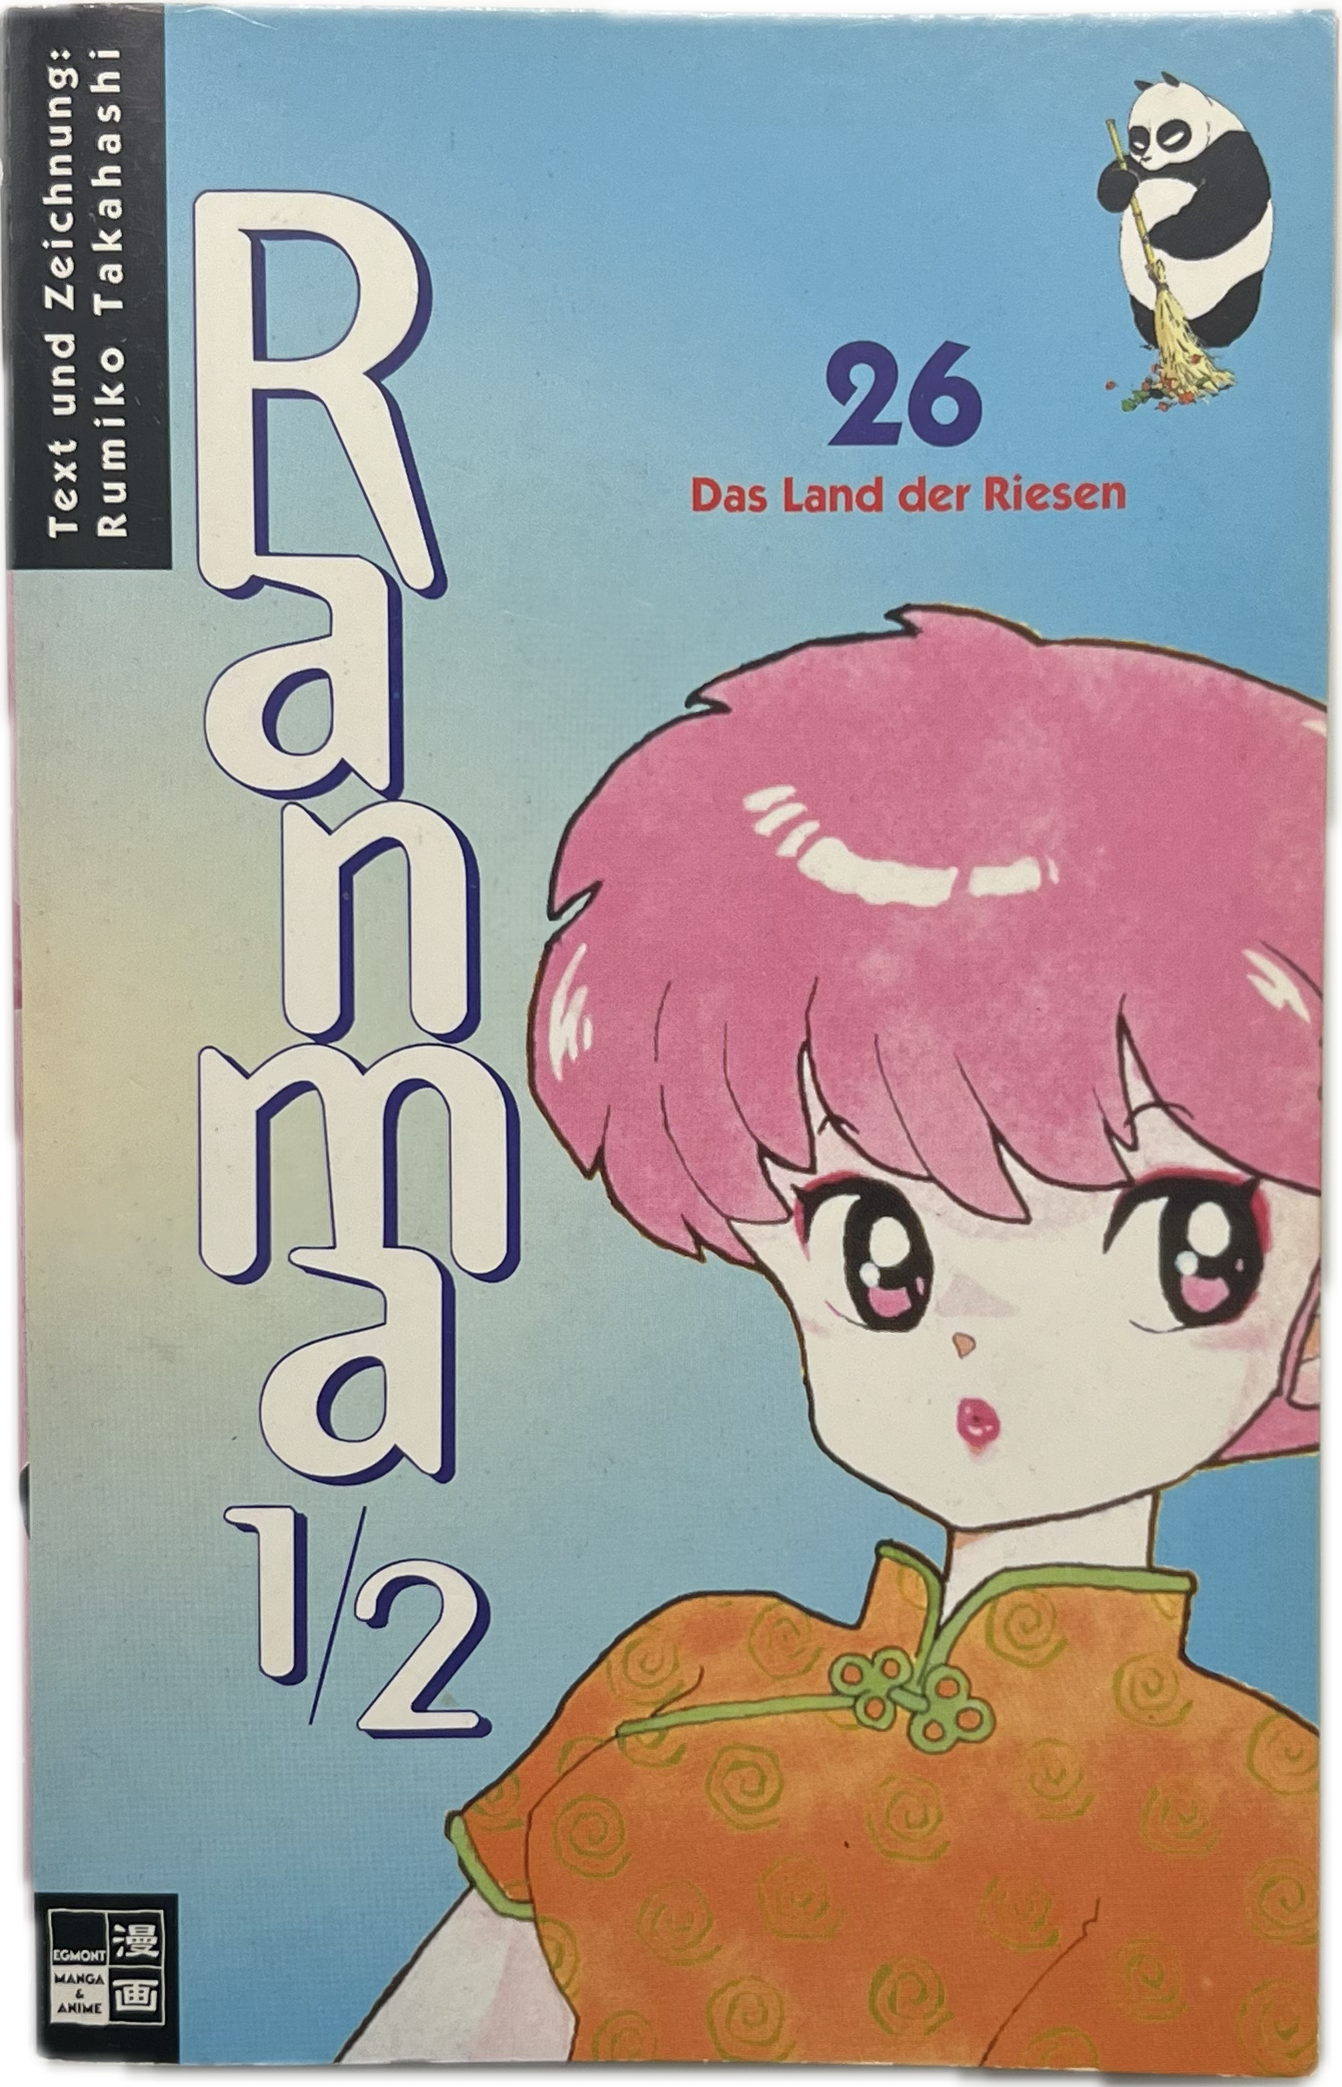 Text und Zeichnung:
Rumiko Takahashi
Ranma
1/2
26
Das Land der Riesen
EGMONT
MANGA
&
ANIME
漫
画